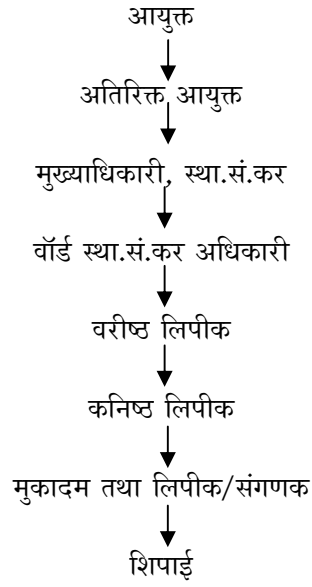 आयुक्त
अतिरिक्त आयुक्त
मुख्याधिकारी, स्था.सं.कर
वॉर्ड स्था.सं.कर अधिकारी
वरीष्ठ लिपीक
कनिष्ठ लिपीक
मुकादम तथा लिपीक/संगणक
शिपाई